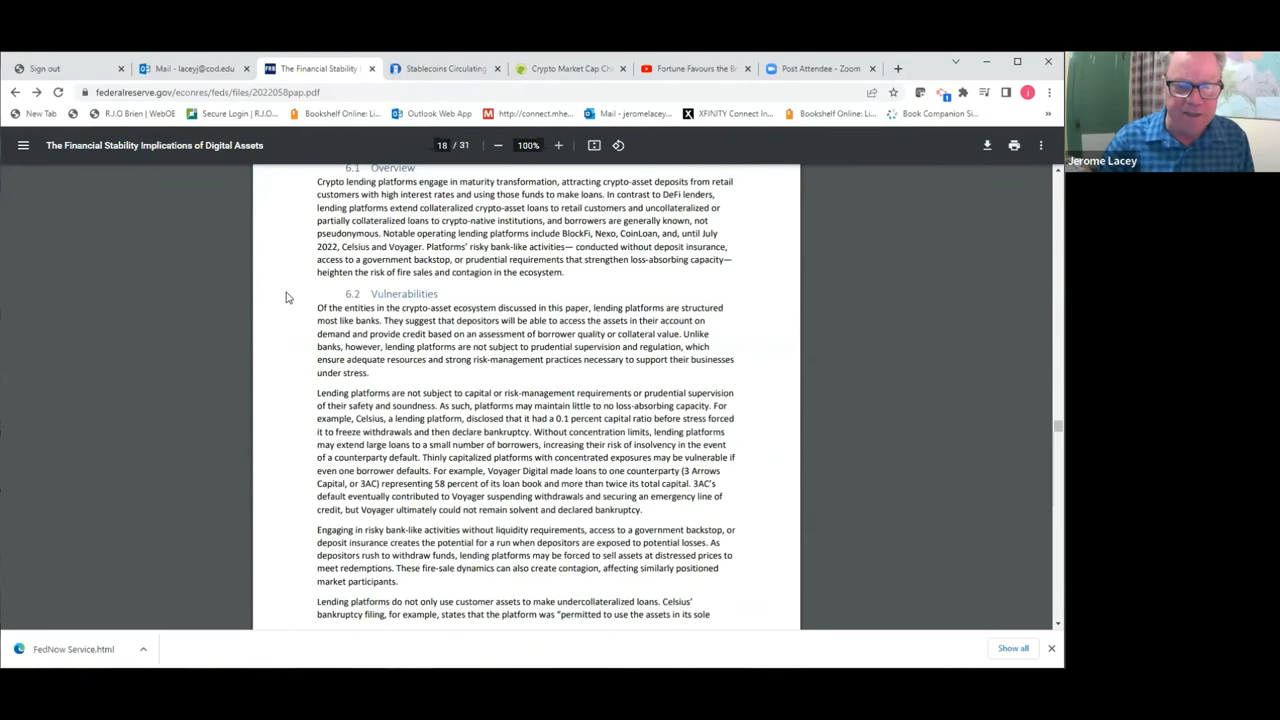 Sign out
Mail - laceyj@cod.edu
The Financial Stability
Stablecoins Circulating
Crypto Market Cap Ch
Fortune Favours the Br
Post Attendee - Zoom
federalreserve.gov/econres/feds/files/2022058pap.pdf
New Tab
R.J.O Brien | WebOE
Secure Login | R.J.O...
Bookshelf Online: Li...
Outlook Web App
http://connect.mhe...
Mail - jeromelacey...
XFINITY Connect In...
Bookshelf Online: Li...
Book Companion Si...
The Financial Stability Implications of Digital Assets
18 / 31
100%
6.1 Overview
Crypto lending platforms engage in maturity transformation, attracting crypto-asset deposits from retail
customers with high interest rates and using those funds to make loans. In contrast to DeFi lenders,
lending platforms extend collateralized crypto-asset loans to retail customers and uncollateralized or
partially collateralized loans to crypto-native institutions, and borrowers are generally known, not
pseudonymous. Notable operating lending platforms include BlockFi, Nexo, CoinLoan, and, until July
2022, Celsius and Voyager. Platforms' risky bank-like activities— conducted without deposit insurance,
access to a government backstop, or prudential requirements that strengthen loss-absorbing capacity—
heighten the risk of fire sales and contagion in the ecosystem.
6.2 Vulnerabilities
Of the entities in the crypto-asset ecosystem discussed in this paper, lending platforms are structured
most like banks. They suggest that depositors will be able to access the assets in their account on
demand and provide credit based on an assessment of borrower quality or collateral value. Unlike
banks, however, lending platforms are not subject to prudential supervision and regulation, which
ensure adequate resources and strong risk-management practices necessary to support their businesses
under stress.
Lending platforms are not subject to capital or risk-management requirements or prudential supervision
of their safety and soundness. As such, platforms may maintain little to no loss-absorbing capacity. For
example, Celsius, a lending platform, disclosed that it had a 0.1 percent capital ratio before stress forced
it to freeze withdrawals and then declare bankruptcy. Without concentration limits, lending platforms
may extend large loans to a small number of borrowers, increasing their risk of insolvency in the event
of a counterparty default. Thinly capitalized platforms with concentrated exposures may be vulnerable if
even one borrower defaults. For example, Voyager Digital made loans to one counterparty (3 Arrows
Capital, or 3AC) representing 58 percent of its loan book and more than twice its total capital. 3AC's
default eventually contributed to Voyager suspending withdrawals and securing an emergency line of
credit, but Voyager ultimately could not remain solvent and declared bankruptcy.
Engaging in risky bank-like activities without liquidity requirements, access to a government backstop, or
deposit insurance creates the potential for a run when depositors are exposed to potential losses. As
depositors rush to withdraw funds, lending platforms may be forced to sell assets at distressed prices to
meet redemptions. These fire-sale dynamics can also create contagion, affecting similarly positioned
market participants.
Lending platforms do not only use customer assets to make undercollateralized loans. Celsius'
bankruptcy filing, for example, states that the platform was "permitted to use the assets in its sole
FedNow Service.html
Show all
Jerome Lacey